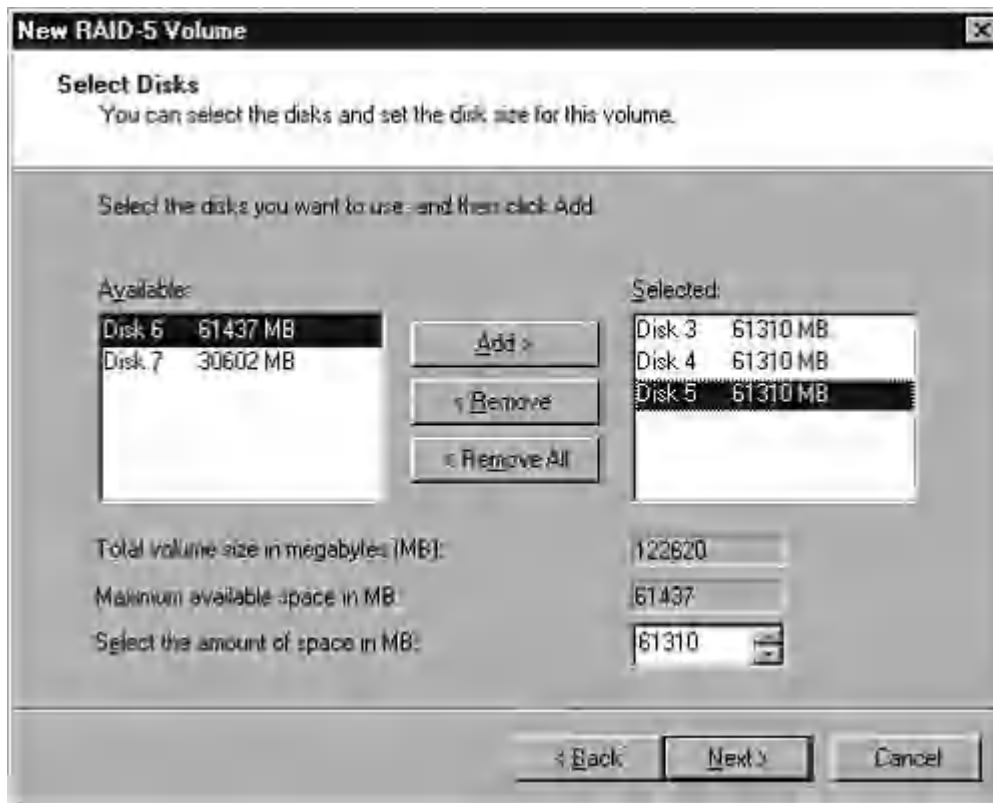 New RAID-5 Volume
Select Disks
You can select the disks and set the disk size for this volume.
Select the disks you want to use, and then click Add.
Available:
Disk 6 61437 MB
Disk 7 30602 MB
Add >
< Remove
< Remove All
Selected:
Disk 3 61310 MB
Disk 4 61310 MB
Disk 5 61310 MB
Total volume size in megabytes (MB): 122620
Maximum available space in MB: 61437
Select the amount of space in MB: 61310
< Back Next > Cancel